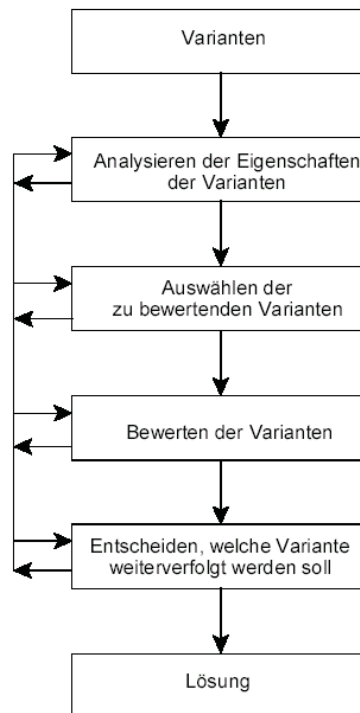 Varianten
Analysieren der Eigenschaften
der Varianten
Auswählen der
zu bewertenden Varianten
Bewerten der Varianten
Entscheiden, welche Variante
weiterverfolgt werden soll
Lösung